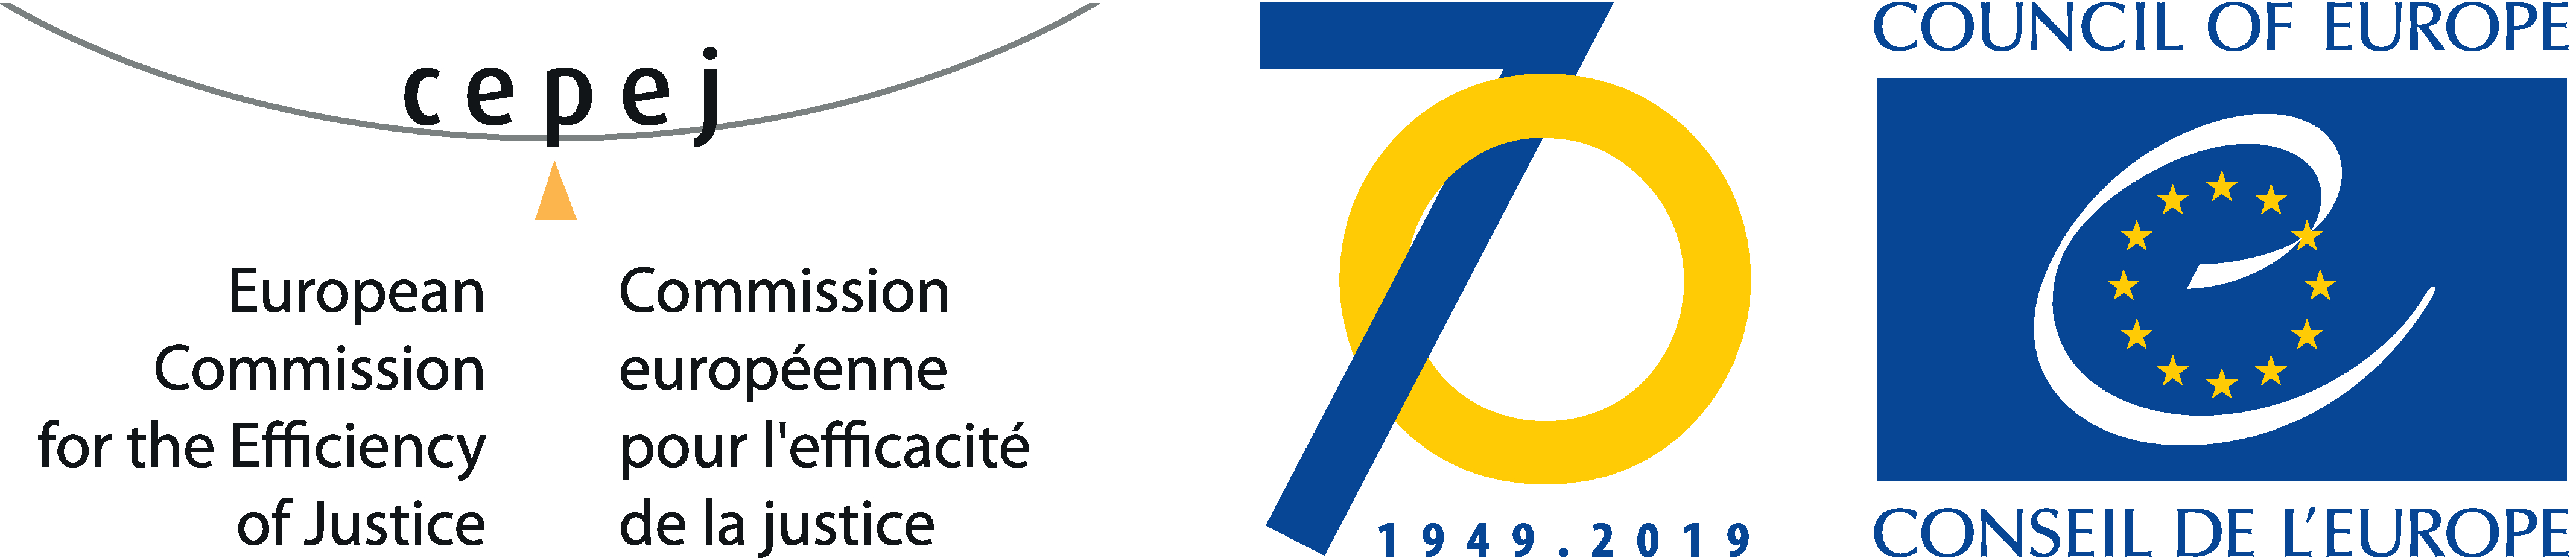 cepej
European
Commission
for the Efficiency
of Justice
Commission
européenne
pour l'efficacité
de la justice
70
1949.2019
COUNCIL OF EUROPE
CONSEIL DE L'EUROPE